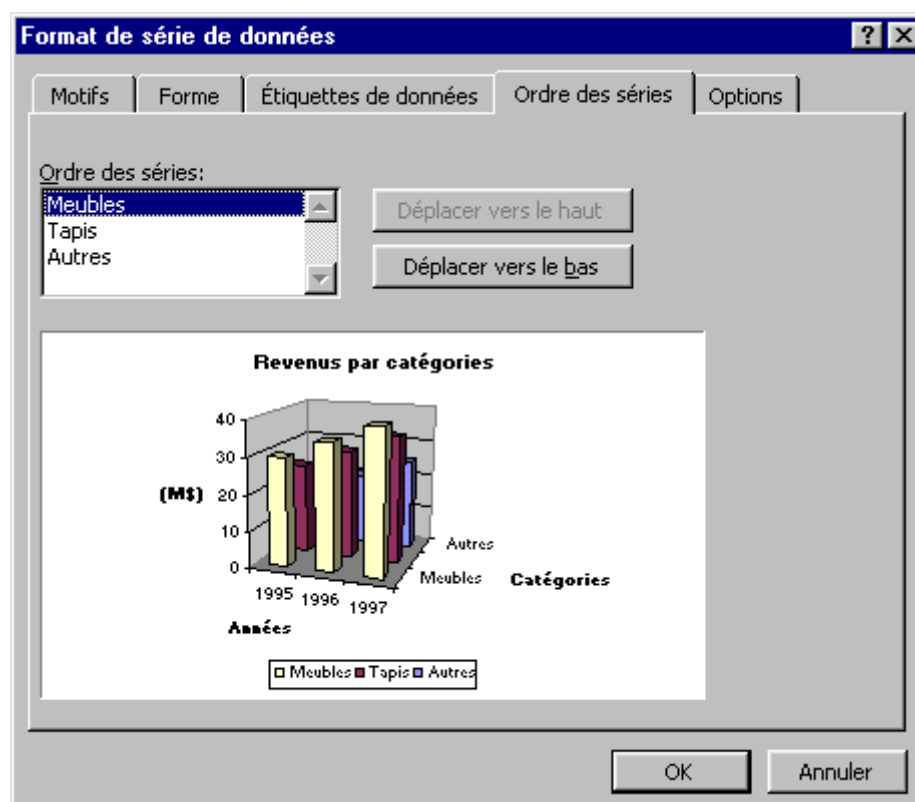 Format de série de données
Motifs Forme Étiquettes de données Ordre des séries Options
Ordre des séries:
Meubles
Tapis
Autres
Déplacer vers le haut
Déplacer vers le bas
Revenus par catégories
40
30
(M$) 20
10
0
Autres
Meubles Catégories
1995 1996 1997
Années
Meubles Tapis Autres
OK Annuler